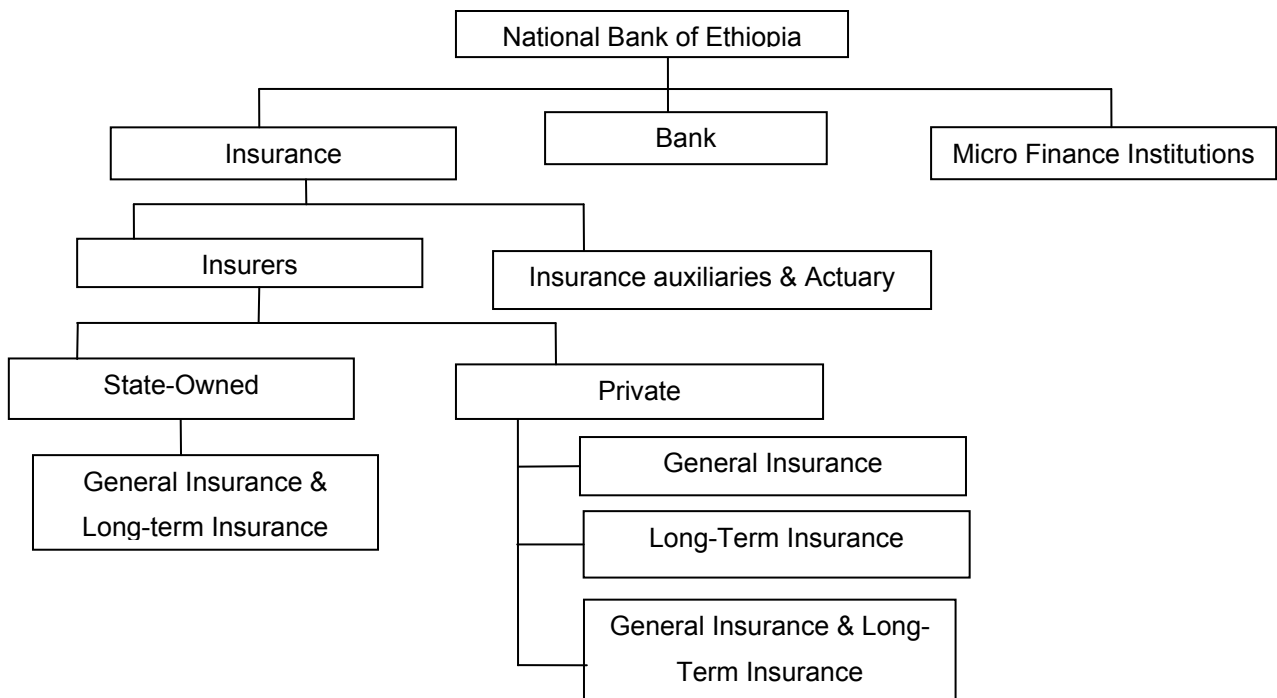 National Bank of Ethiopia
Insurance
Bank
Micro Finance Institutions
Insurers
Insurance auxiliaries & Actuary
State-Owned
Private
General Insurance &
Long-term Insurance
General Insurance
Long-Term Insurance
General Insurance & Long-
Term Insurance